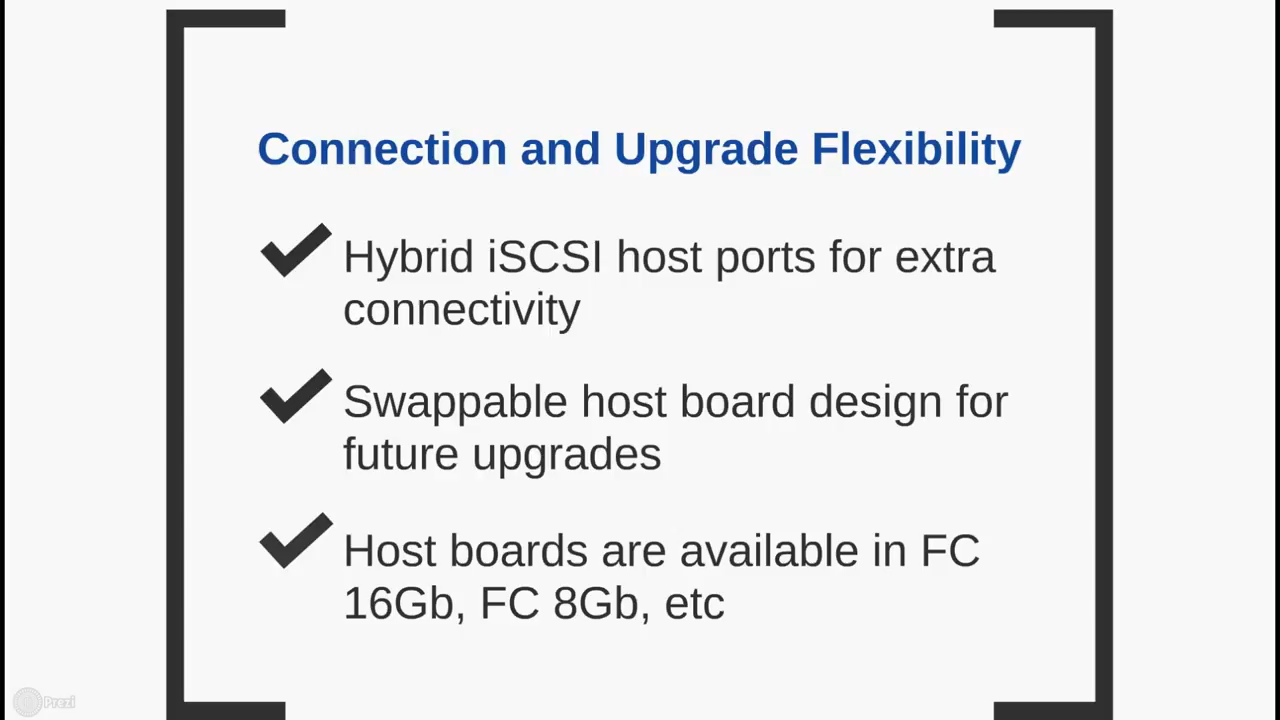 Connection and Upgrade Flexibility
Hybrid iSCSI host ports for extra
connectivity
Swappable host board design for
future upgrades
Host boards are available in FC
16Gb, FC 8Gb, etc
Prezi